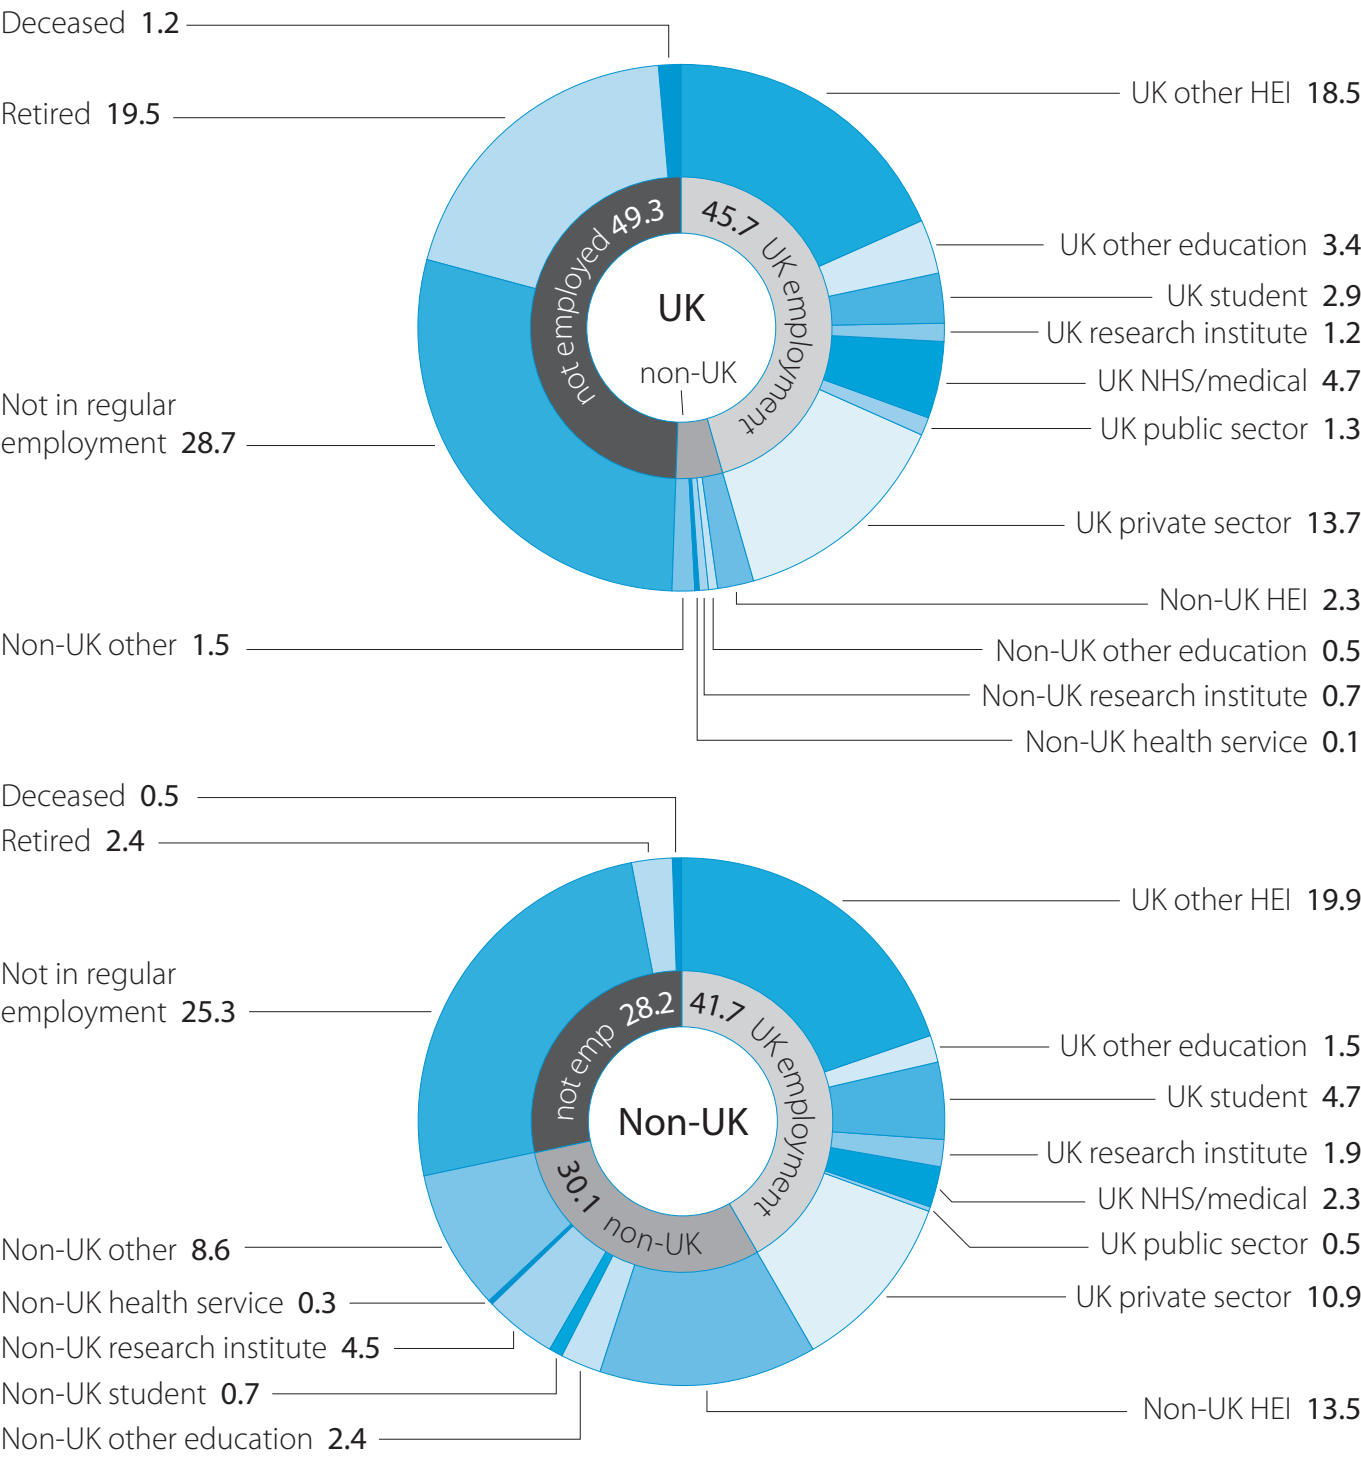 Deceased 1.2
UK other HEI 18.5
Retired 19.5
not employed 49.3
45.7 UK employment
UK other education 3.4
UK student 2.9
UK
UK research institute 1.2
non-UK
UK NHS/medical 4.7
Not in regular
employment 28.7
UK public sector 1.3
UK private sector 13.7
Non-UK HEI 2.3
Non-UK other 1.5
Non-UK other education 0.5
Non-UK research institute 0.7
Non-UK health service 0.1
Deceased 0.5
Retired 2.4
UK other HEI 19.9
Not in regular
employment 25.3
not emp 28.2
41.7 UK employment
UK other education 1.5
UK student 4.7
Non-UK
UK research institute 1.9
UK NHS/medical 2.3
30.1 non-UK
UK public sector 0.5
Non-UK other 8.6
UK private sector 10.9
Non-UK health service 0.3
Non-UK research institute 4.5
Non-UK student 0.7
Non-UK HEI 13.5
Non-UK other education 2.4